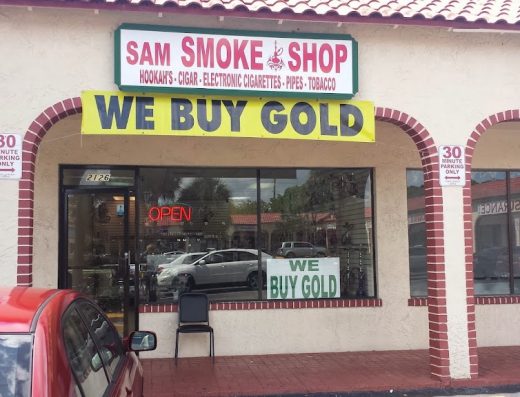 SAM SMOKE SHOP
HOOKAH'S - CIGAR - ELECTRONIC CIGARETTES - PIPES - TOBACCO
WE BUY GOLD
30
MINUTE
PARKING
ONLY
30
MINUTE
PARKING ONLY
2126
OPEN
WE
BUY GOLD